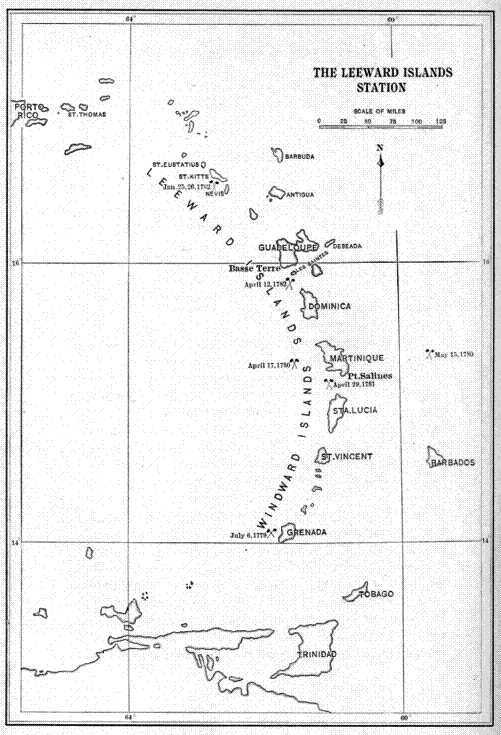 64°
60°
THE LEEWARD ISLANDS
STATION
SCALE OF MILES
0 25 50 75 100 125
N
PORTO
RICO
ST. THOMAS
BARBUDA
ST. EUSTATIUS
ST. KITTS
Jan. 25, 26, 1782
NEVIS
ANTIGUA
LEEWARD ISLANDS
GUADELOUPE
DESEADA
16
16
Basse Terre
LES SAINTES
April 12, 1782
DOMINICA
MARTINIQUE
May 15, 1780
April 17, 1780
Pt. Salines
April 29, 1781
STA. LUCIA
WINDWARD ISLANDS
ST. VINCENT
BARBADOS
July 6, 1779
GRENADA
14
14
TOBAGO
TRINIDAD
64°
60